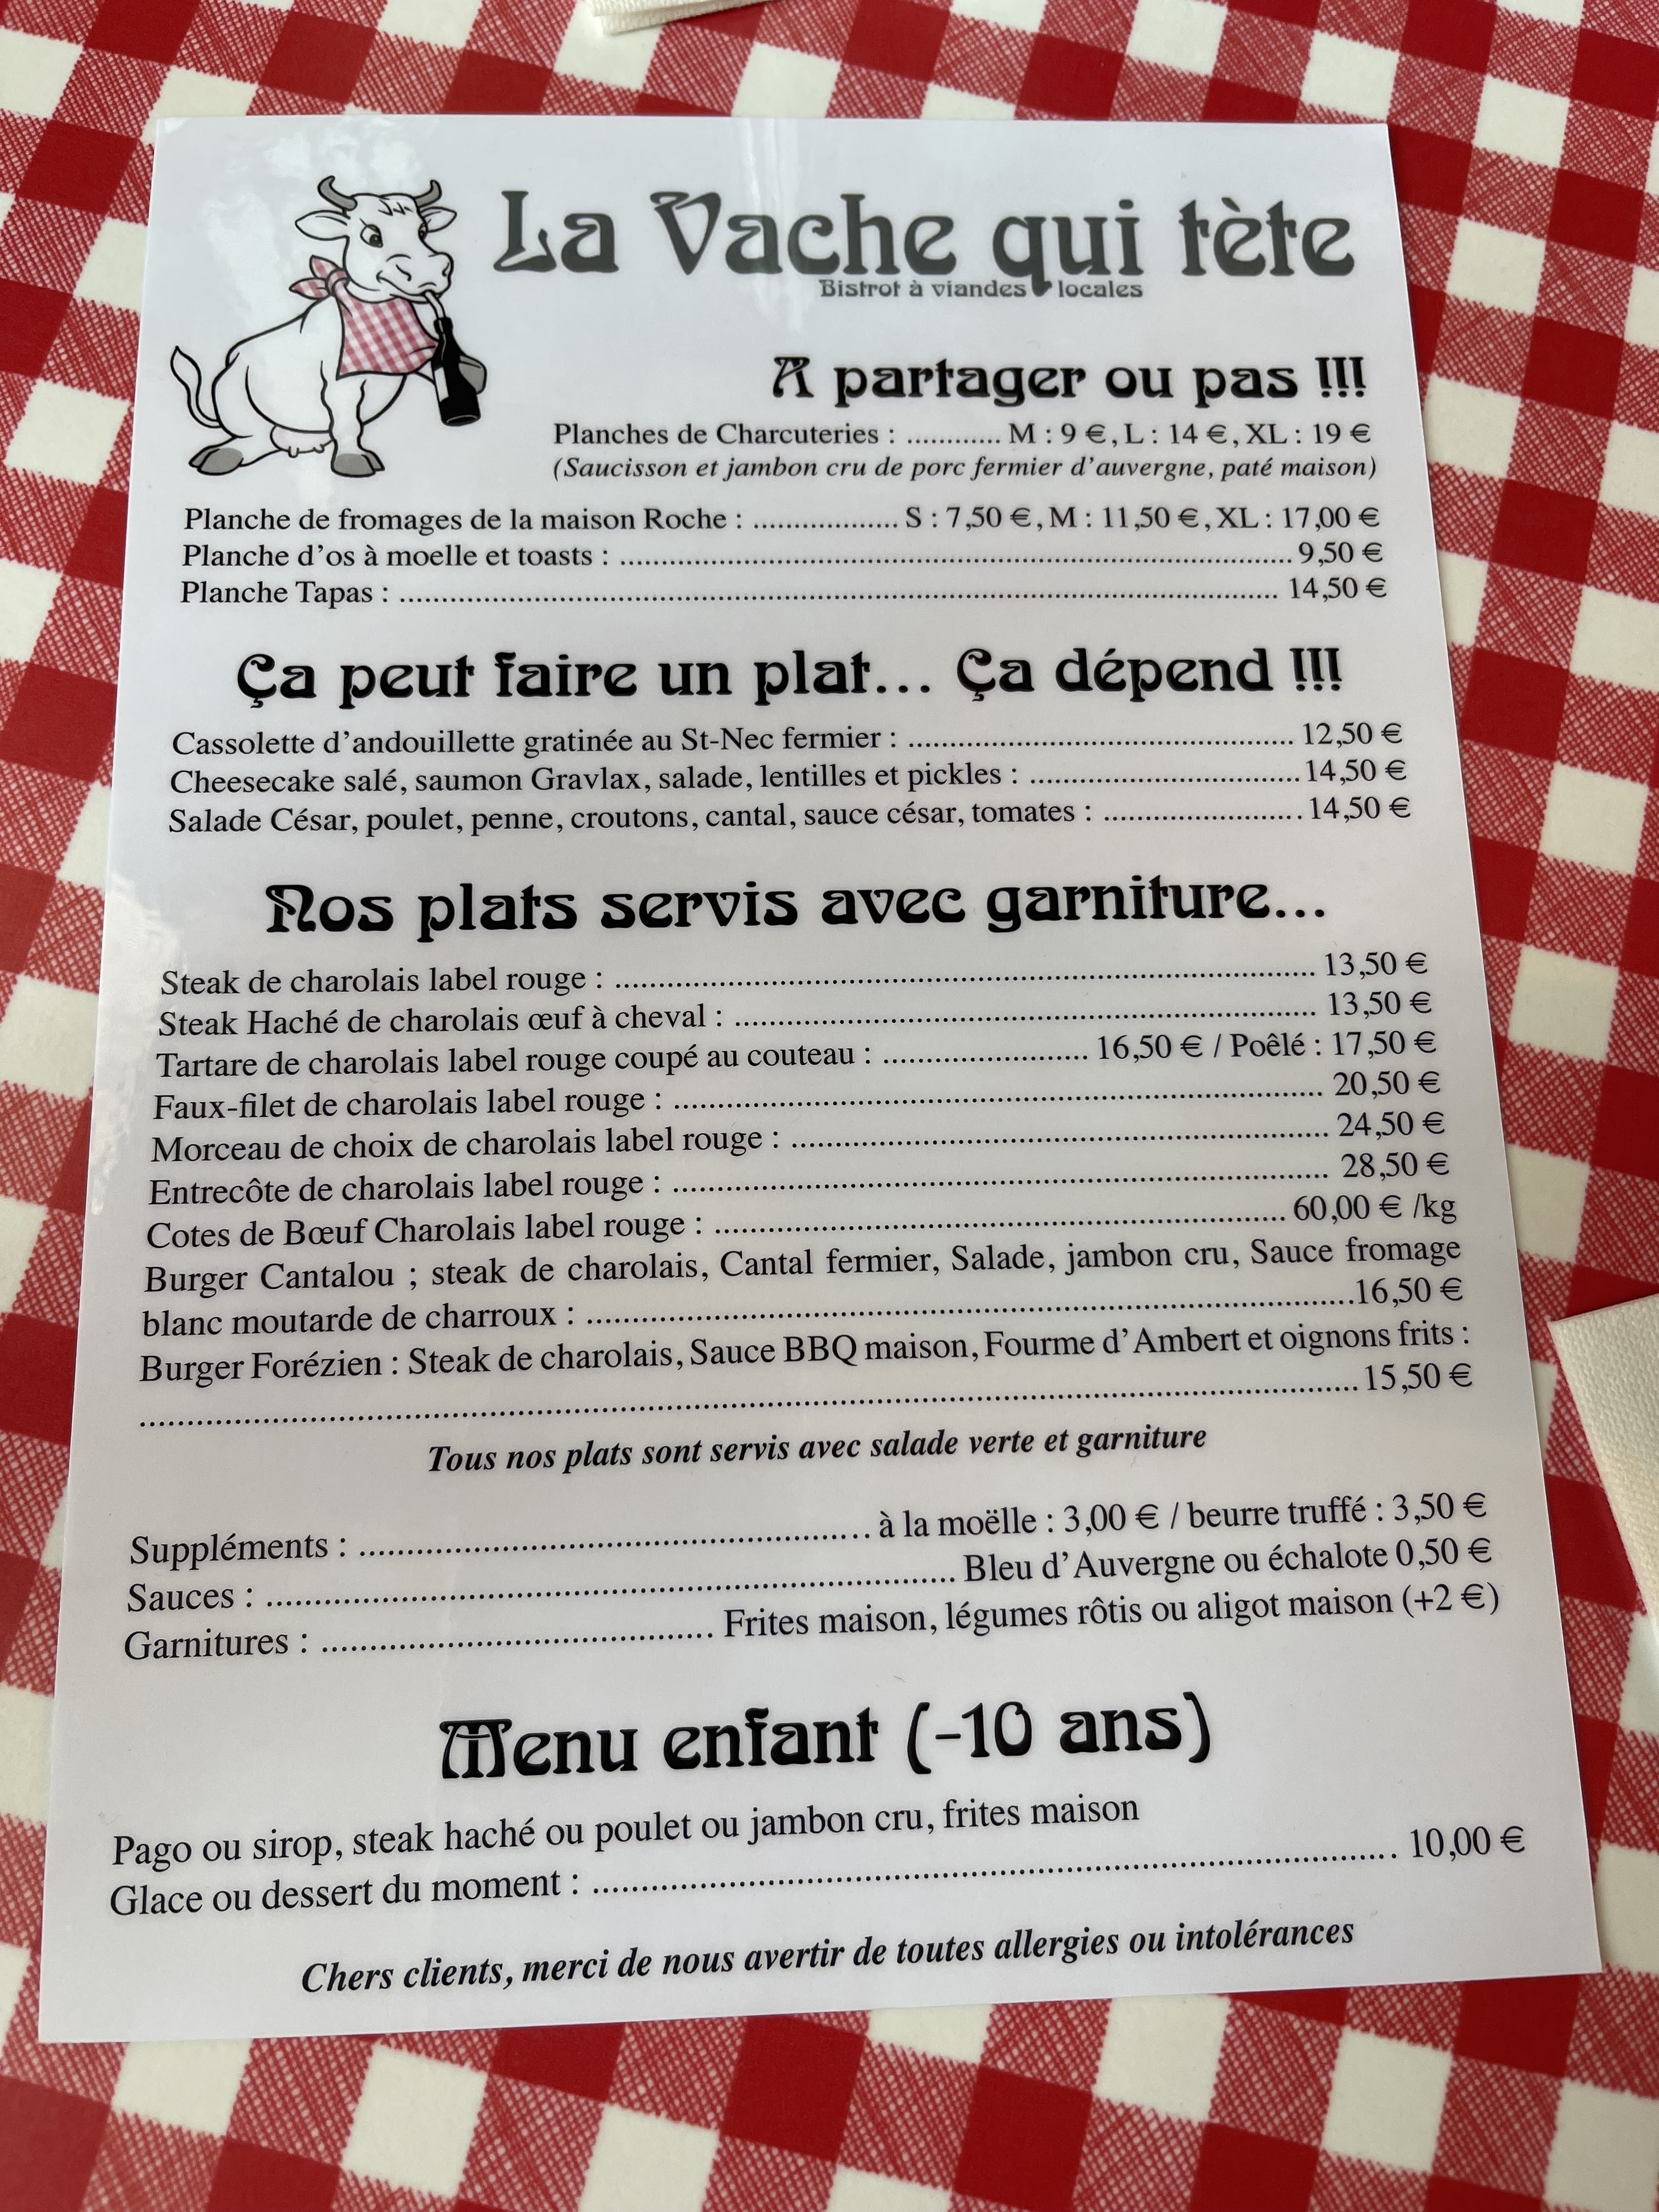 La Vache qui tète
Bistrot à viandes locales
A partager ou pas !!!
Planches de Charcuteries : ............ M : 9 €, L : 14 €, XL : 19 €
(Saucisson et jambon cru de porc fermier d'auvergne, paté maison)
Planche de fromages de la maison Roche : .................. S : 7,50 €, M : 11,50 €, XL : 17,00 €
Planche d'os à moelle et toasts : .......................................................................................... 9,50 €
Planche Tapas : ...................................................................................................................... 14,50 €
Ça peut faire un plat... Ça dépend !!!
Cassolette d'andouillette gratinée au St-Nec fermier : .................................................... 12,50 €
Cheesecake salé, saumon Gravlax, salade, lentilles et pickles : .................................... 14,50 €
Salade César, poulet, penne, croutons, cantal, sauce césar, tomates : .......................... 14,50 €
Nos plats servis avec garniture...
Steak de charolais label rouge : .......................................................................................... 13,50 €
Steak Haché de charolais œuf à cheval : ............................................................................ 13,50 €
Tartare de charolais label rouge coupé au couteau : .......................... 16,50 € / Poêlé : 17,50 €
Faux-filet de charolais label rouge : .................................................................................. 20,50 €
Morceau de choix de charolais label rouge : .................................................................... 24,50 €
Entrecôte de charolais label rouge : .................................................................................. 28,50 €
Cotes de Bœuf Charolais label rouge : ........................................................................ 60,00 € /kg
Burger Cantalou ; steak de charolais, Cantal fermier, Salade, jambon cru, Sauce fromage
blanc moutarde de charroux : ..............................................................................................16,50 €
Burger Forézien : Steak de charolais, Sauce BBQ maison, Fourme d'Ambert et oignons frits :
.......................................................................................................................................................... 15,50 €
Tous nos plats sont servis avec salade verte et garniture
Suppléments : ................................................................ à la moëlle : 3,00 € / beurre truffé : 3,50 €
Sauces : ...................................................................................... Bleu d'Auvergne ou échalote 0,50 €
Garnitures : ................................................ Frites maison, légumes rôtis ou aligot maison (+2 €)
Menu enfant (-10 ans)
Pago ou sirop, steak haché ou poulet ou jambon cru, frites maison
Glace ou dessert du moment : .............................................................................................. 10,00 €
Chers clients, merci de nous avertir de toutes allergies ou intolérances